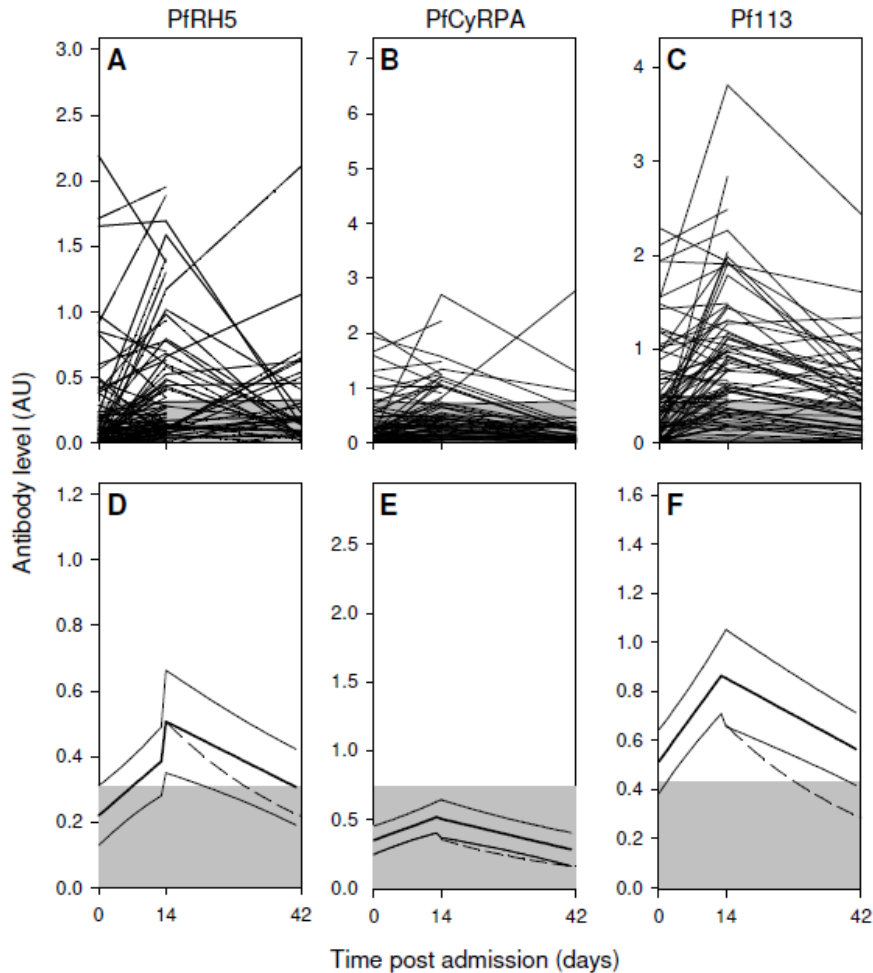 PfRH5 PfCyRPA Pf113
A B C
3.0 7 4
2.5 6
2.0 5 3
1.5 4 2
1.0 3
0.5 2 1
0.0 1 0
0
Antibody level (AU)
D E F
1.2 2.5 1.6
1.0 2.0 1.4
0.8 1.5 1.2
0.6 1.0 1.0
0.4 0.5 0.8
0.2 0.0 0.6
0.0 0.4
0.2
0.0
0 14 42 0 14 42 0 14 42
Time post admission (days)